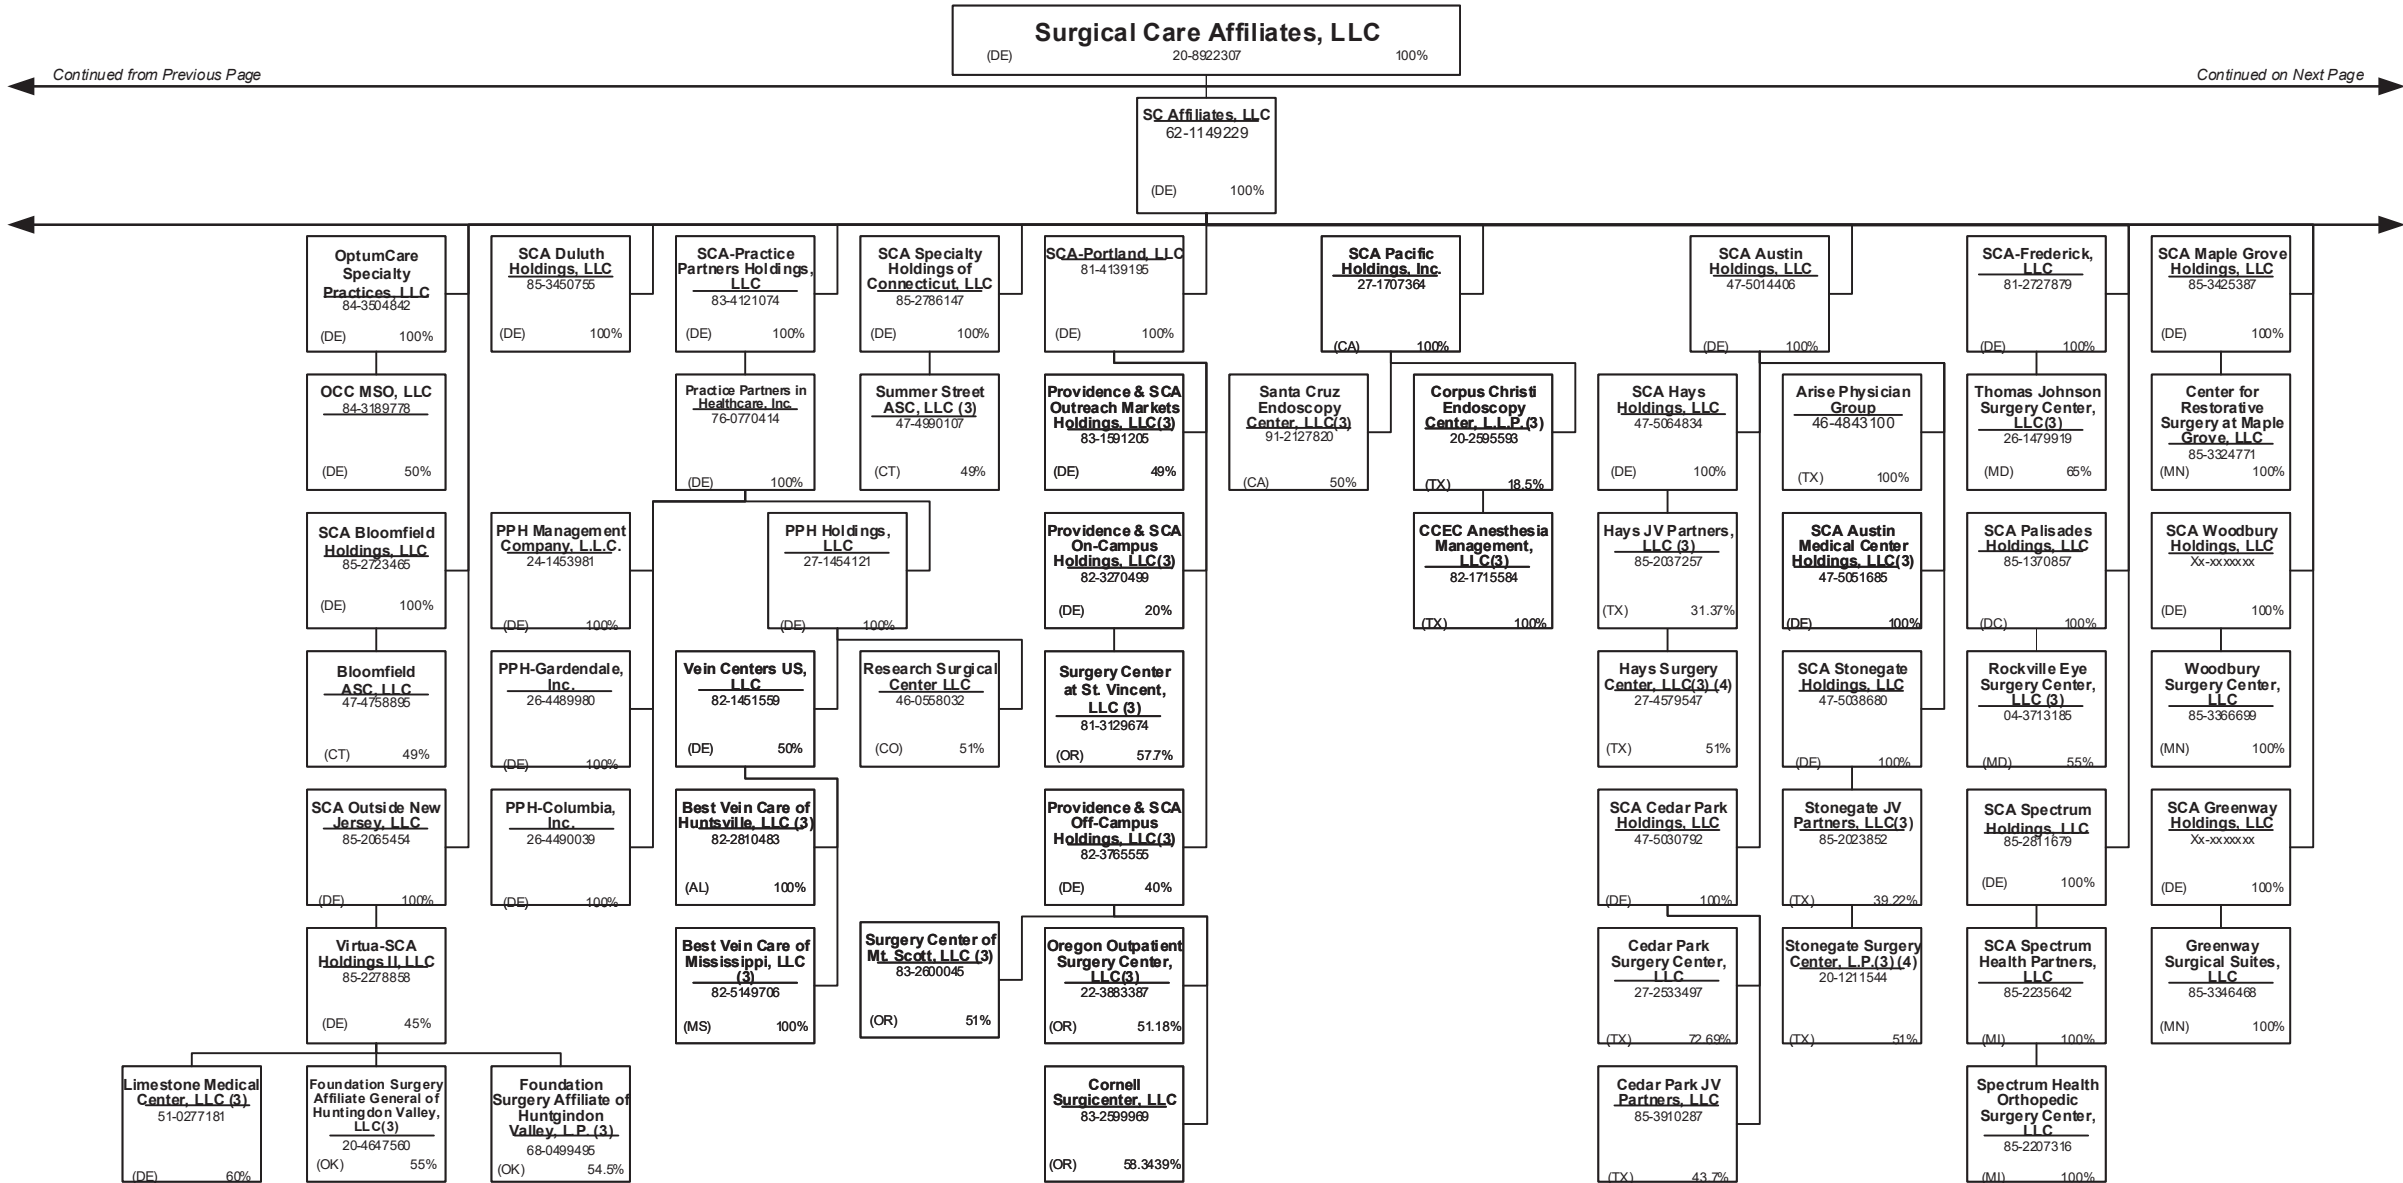 Surgical Care Affiliates, LLC
(DE) 20-8922307 100%
Continued from Previous Page
Continued on Next Page
SC Affiliates, LLC
62-1149229
(DE) 100%
OptumCare
Specialty
Practices, LLC
84-3504842
(DE) 100%
SCA Duluth
Holdings, LLC
85-3450755
(DE) 100%
SCA-Practice
Partners Holdings,
LLC
83-4121074
(DE) 100%
SCA Specialty
Holdings of
Connecticut, LLC
85-2786147
(DE) 100%
SCA-Portland, LLC
81-4139195
(DE) 100%
SCA Pacific
Holdings, Inc.
27-1707364
(CA) 100%
SCA Austin
Holdings, LLC
47-5014406
(DE) 100%
SCA-Frederick,
LLC
81-2727879
(DE) 100%
SCA Maple Grove
Holdings, LLC
85-3425387
(DE) 100%
OCC MSO, LLC
84-3189778
(DE) 50%
Practice Partners in
Healthcare, Inc.
76-0770414
(DE) 100%
Summer Street
ASC, LLC (3)
47-4990107
(CT) 49%
Providence & SCA
Outreach Markets
Holdings, LLC(3)
83-1591205
(DE) 49%
Santa Cruz
Endoscopy
Center, LLC(3)
91-2127820
(CA) 50%
Corpus Christi
Endoscopy
Center, L.L.P.(3)
20-2595593
(TX) 18.5%
SCA Hays
Holdings, LLC
47-5064834
(DE) 100%
Arise Physician
Group
46-4843100
(TX) 100%
Thomas Johnson
Surgery Center,
LLC(3)
26-1479919
(MD) 65%
Center for
Restorative
Surgery at Maple
Grove, LLC
85-3324771
(MN) 100%
SCA Bloomfield
Holdings, LLC
85-2723465
(DE) 100%
PPH Management
Company, L.L.C.
24-1453981
(DE) 100%
PPH Holdings,
LLC
27-1454121
(DE) 100%
Providence & SCA
On-Campus
Holdings, LLC(3)
82-3270499
(DE) 20%
CCEC Anesthesia
Management,
LLC(3)
82-1715584
(TX) 100%
Hays JV Partners,
LLC (3)
85-2037257
(TX) 31.37%
SCA Austin
Medical Center
Holdings, LLC(3)
47-5051685
(DE) 100%
SCA Palisades
Holdings, LLC
85-1370857
(DC) 100%
SCA Woodbury
Holdings, LLC
Xx-xxxxxxx
(DE) 100%
Bloomfield
ASC, LLC
47-4758895
(CT) 49%
PPH-Gardendale,
Inc.
26-4489980
(DE) 100%
Vein Centers US,
LLC
82-1451559
(DE) 50%
Research Surgical
Center LLC
46-0558032
(CO) 51%
Surgery Center
at St. Vincent,
LLC (3)
81-3129674
(OR) 57.7%
Hays Surgery
Center, LLC(3) (4)
27-4579547
(TX) 51%
SCA Stonegate
Holdings, LLC
47-5038680
(DE) 100%
Rockville Eye
Surgery Center,
LLC (3)
04-3713185
(MD) 55%
Woodbury
Surgery Center,
LLC
85-3366699
(MN) 100%
SCA Outside New
Jersey, LLC
85-2065454
(DE) 100%
PPH-Columbia,
Inc.
26-4490039
(DE) 100%
Best Vein Care of
Huntsville, LLC (3)
82-2810483
(AL) 100%
Providence & SCA
Off-Campus
Holdings, LLC(3)
82-3765555
(DE) 40%
SCA Cedar Park
Holdings, LLC
47-5030792
(DE) 100%
Stonegate JV
Partners, LLC(3)
85-2023852
(TX) 39.22%
SCA Spectrum
Holdings, LLC
85-2811679
(DE) 100%
SCA Greenway
Holdings, LLC
Xx-xxxxxxx
(DE) 100%
Virtua-SCA
Holdings II, LLC
85-2278858
(DE) 45%
Best Vein Care of
Mississippi, LLC
(3)
82-5149706
(MS) 100%
Surgery Center of
Mt. Scott, LLC (3)
83-2600045
(OR) 51%
Oregon Outpatient
Surgery Center,
LLC(3)
22-3883387
(OR) 51.18%
Cedar Park
Surgery Center,
LLC
27-2533497
(TX) 72.69%
Stonegate Surgery
Center, L.P.(3) (4)
20-1211544
(TX) 51%
SCA Spectrum
Health Partners,
LLC
85-2235642
(MI) 100%
Greenway
Surgical Suites,
LLC
85-3346468
(MN) 100%
Limestone Medical
Center, LLC (3)
51-0277181
(DE) 60%
Foundation Surgery
Affiliate General of
Huntingdon Valley,
LLC(3)
20-4647560
(OK) 55%
Foundation
Surgery Affiliate of
Huntgindon
Valley, L.P. (3)
68-0499495
(OK) 54.5%
Cornell
Surgicenter, LLC
83-2599969
(OR) 58.3439%
Cedar Park JV
Partners, LLC
85-3910287
(TX) 43.7%
Spectrum Health
Orthopedic
Surgery Center,
LLC
85-2207316
(MI) 100%